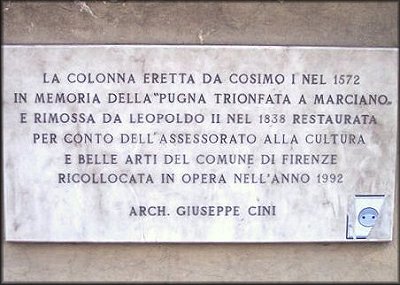 LA COLONNA ERETTA DA COSIMO I NEL 1572
IN MEMORIA DELLA "PUGNA TRIONFATA A MARCIANO„
E RIMOSSA DA LEOPOLDO II NEL 1838 RESTAURATA
PER CONTO DELL'ASSESSORATO ALLA CULTURA
E BELLE ARTI DEL COMUNE DI FIRENZE
RICOLLOCATA IN OPERA NELL'ANNO 1992
ARCH. GIUSEPPE CINI